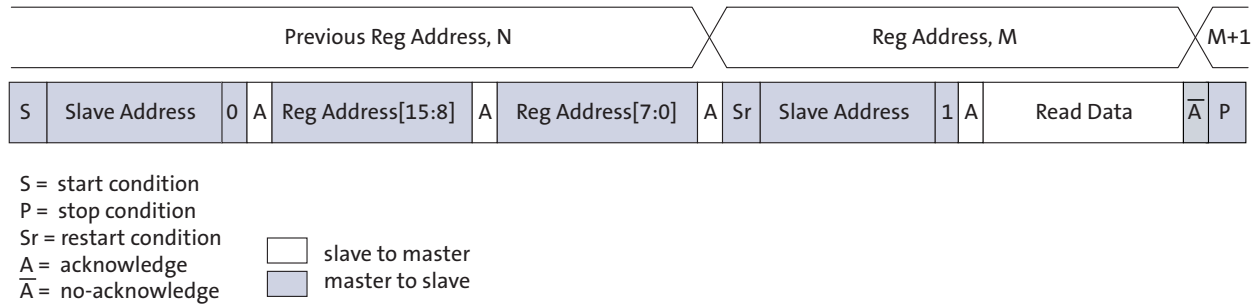 Previous Reg Address, N Reg Address, M M+1
S Slave Address 0 A Reg Address[15:8] A Reg Address[7:0] A Sr Slave Address 1 A Read Data A̅ P
S = start condition
P = stop condition
Sr = restart condition
A = acknowledge
A̅ = no-acknowledge
slave to master
master to slave